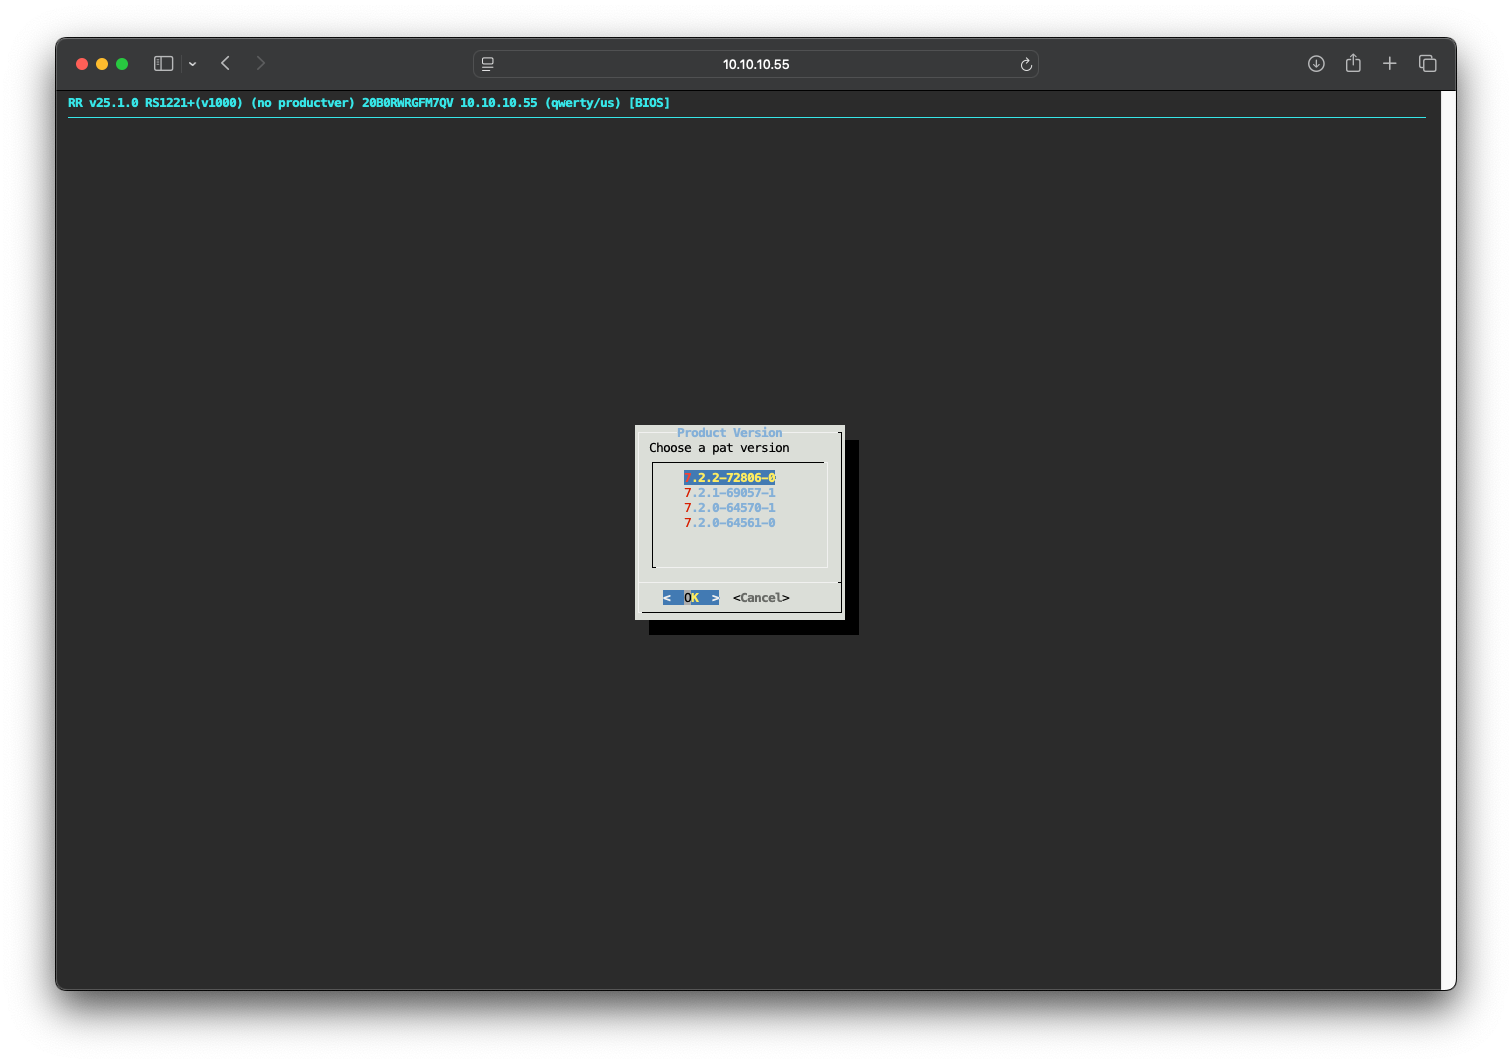 10.10.10.55
RR v25.1.0 RS1221+(v1000) (no productver) 20B0RWRGFM7QV 10.10.10.55 (qwerty/us) [BIOS]
Product Version
Choose a pat version
7.2.2-72806-0
7.2.1-69057-1
7.2.0-64570-1
7.2.0-64561-0
< OK > <Cancel>